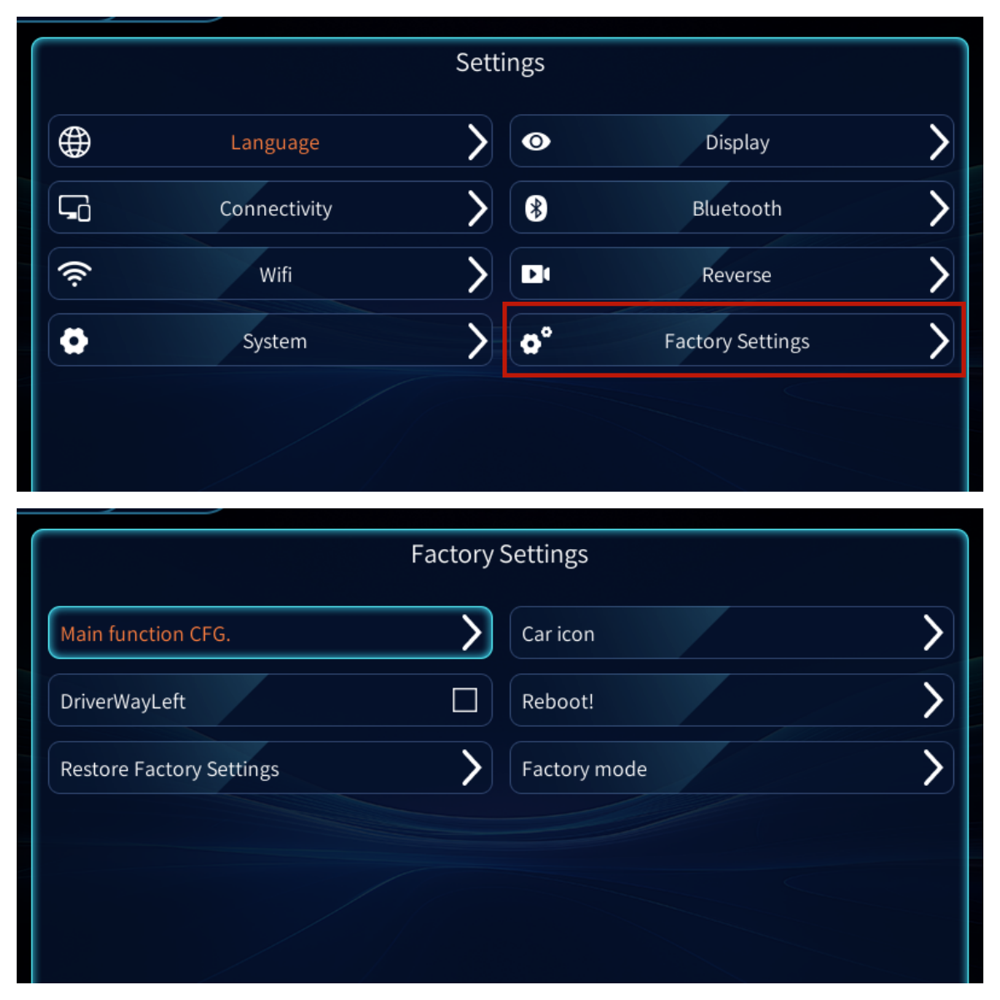 Settings
Language
Display
Connectivity
Bluetooth
Wifi
Reverse
System
Factory Settings
Factory Settings
Main function CFG.
Car icon
DriverWayLeft
Reboot!
Restore Factory Settings
Factory mode